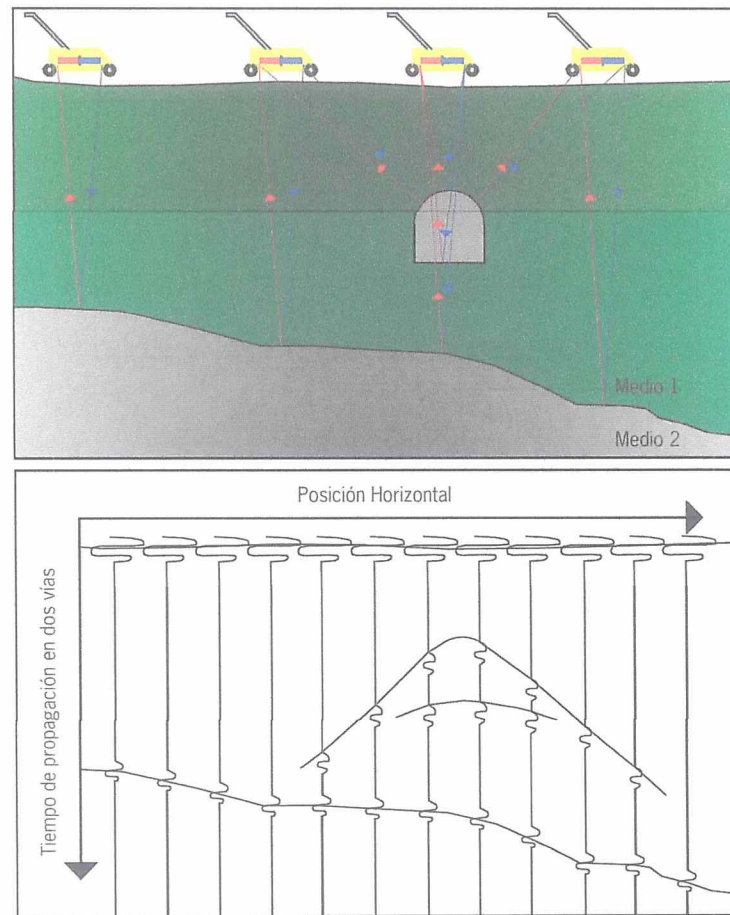 Medio 1
Medio 2
Posición Horizontal
Tiempo de propagación en dos vías